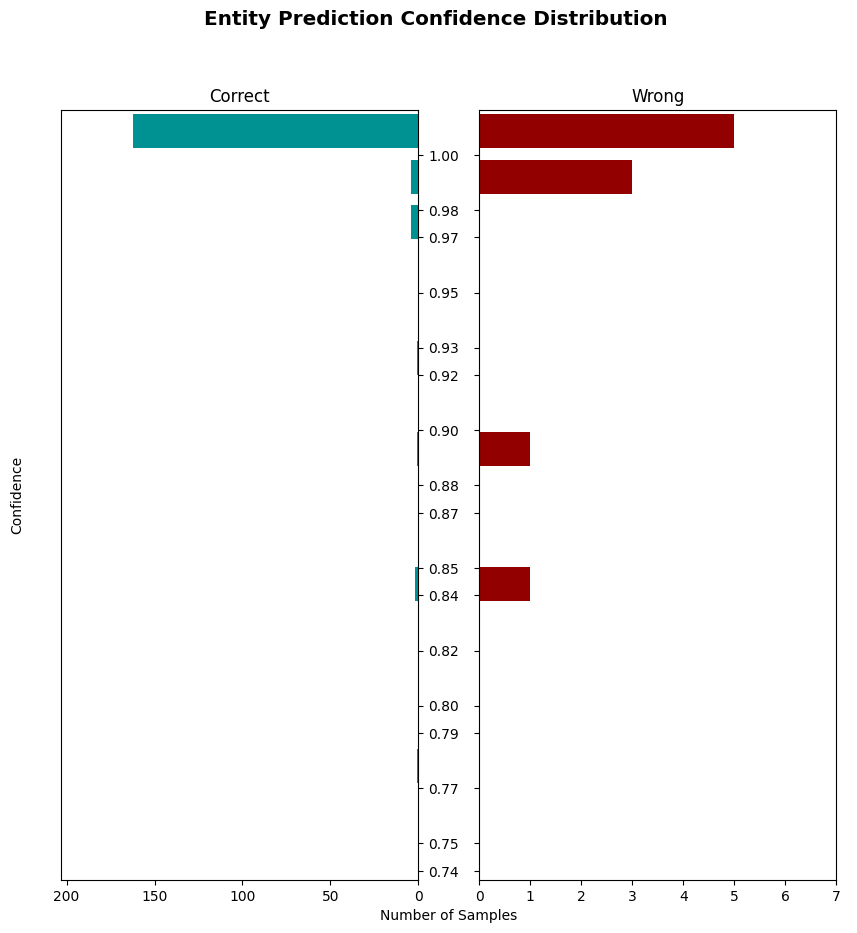 Entity Prediction Confidence Distribution
Correct
Wrong
1.00
0.98
0.97
0.95
0.93
0.92
0.90
0.88
0.87
0.85
0.84
0.82
0.80
0.79
0.77
0.75
0.74
Confidence
200 150 100 50 0
0 1 2 3 4 5 6 7
Number of Samples